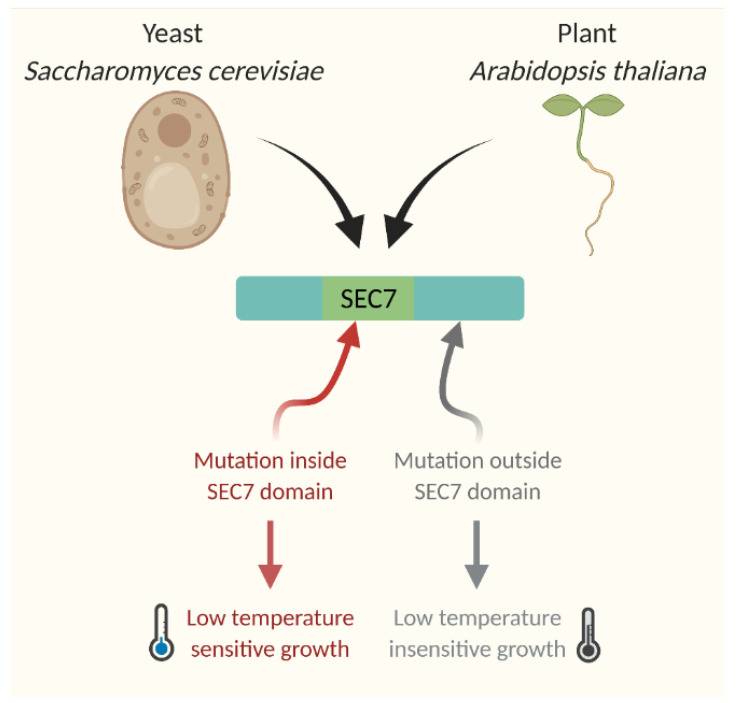 Yeast
Saccharomyces cerevisiae
Plant
Arabidopsis thaliana
SEC7
Mutation inside
SEC7 domain
Mutation outside
SEC7 domain
Low temperature
sensitive growth
Low temperature
insensitive growth